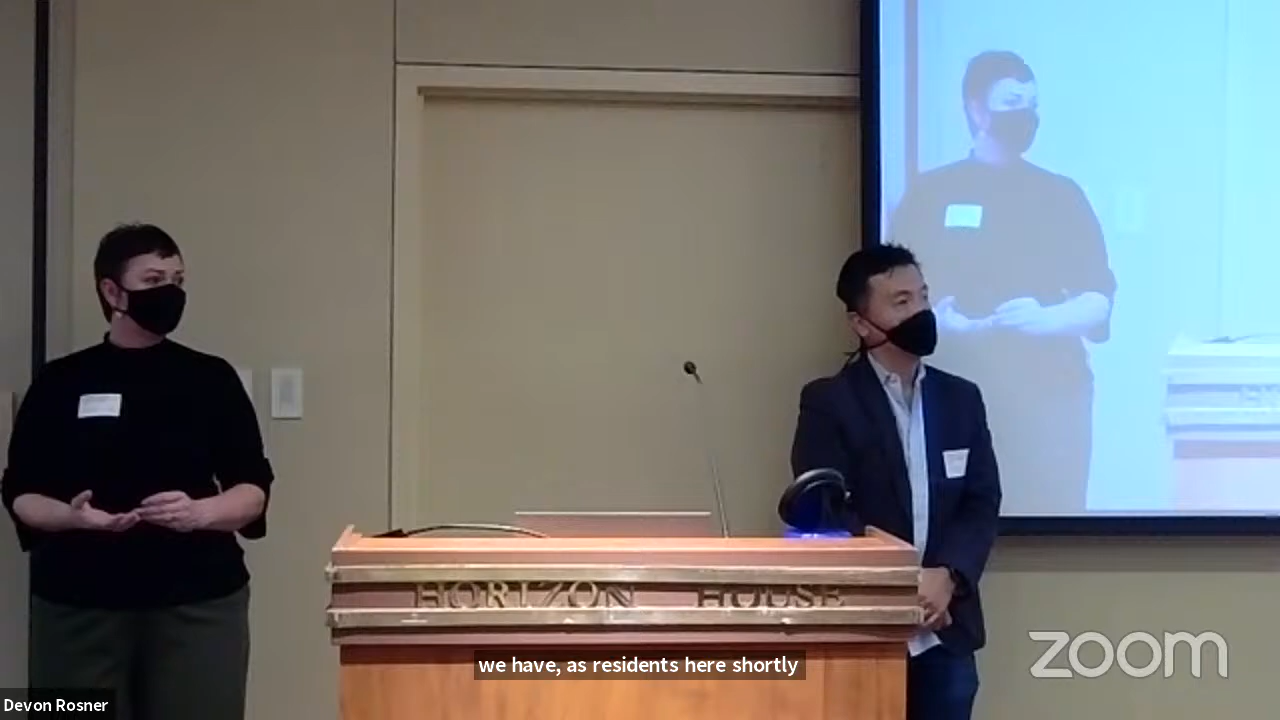 HORIZON HOUSE
we have, as residents here shortly
zoom
Devon Rosner